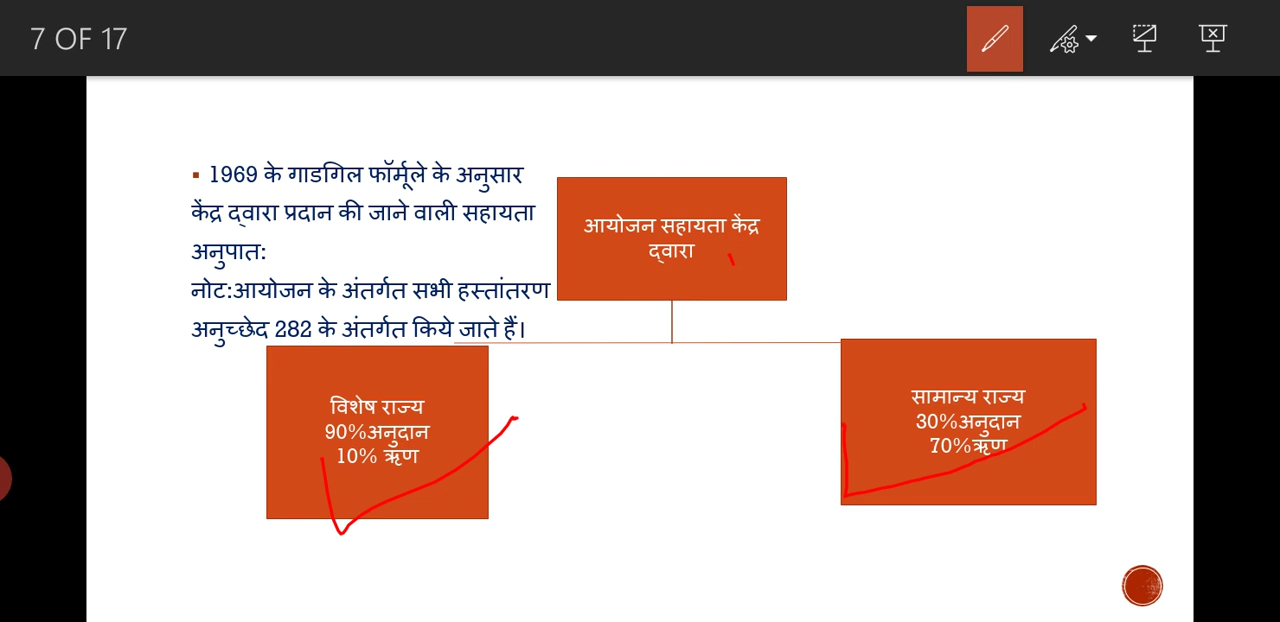 7 OF 17
▪ 1969 के गाडगिल फॉर्मूले के अनुसार
केंद्र द्वारा प्रदान की जाने वाली सहायता
अनुपात:
नोट:आयोजन के अंतर्गत सभी हस्तांतरण
अनुच्छेद 282 के अंतर्गत किये जाते हैं।
आयोजन सहायता केंद्र
द्वारा
विशेष राज्य
90%अनुदान
10% ऋण
सामान्य राज्य
30%अनुदान
70%ऋण